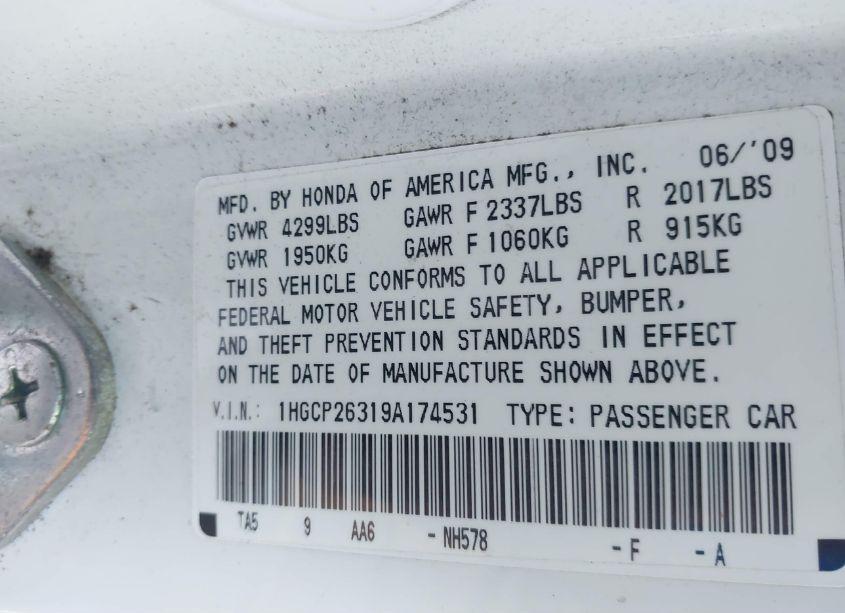 MFD. BY HONDA OF AMERICA MFG., INC. 06/'09
GVWR 4299LBS GAWR F 2337LBS R 2017LBS
GVWR 1950KG GAWR F 1060KG R 915KG
THIS VEHICLE CONFORMS TO ALL APPLICABLE
FEDERAL MOTOR VEHICLE SAFETY, BUMPER,
AND THEFT PREVENTION STANDARDS IN EFFECT
ON THE DATE OF MANUFACTURE SHOWN ABOVE.
V.I.N.: 1HGCP26319A174531 TYPE: PASSENGER CAR
TA5 9 AA6 - NH578 - F - A